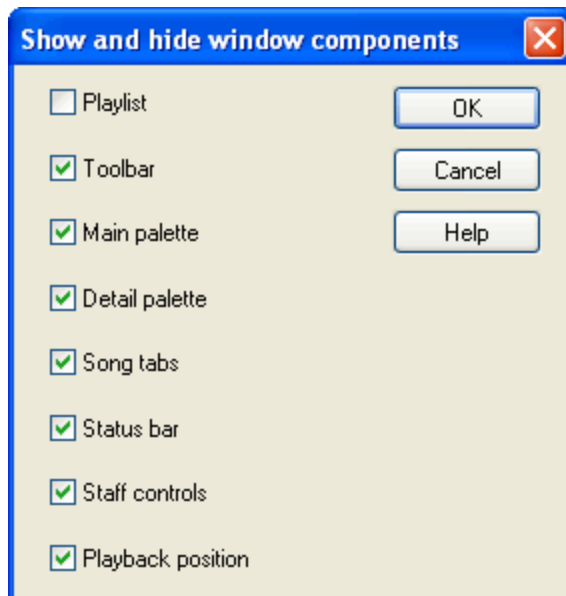 Show and hide window components
Playlist
OK
Toolbar
Cancel
Main palette
Help
Detail palette
Song tabs
Status bar
Staff controls
Playback position